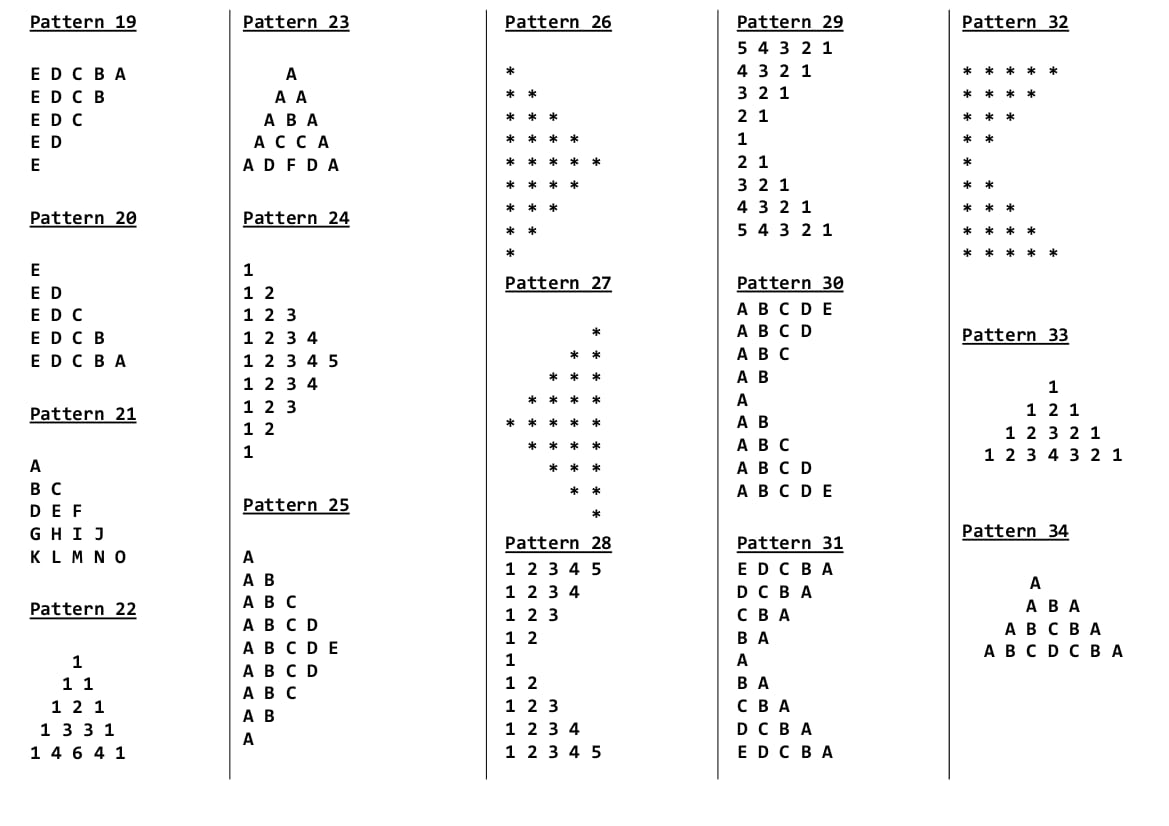 Pattern 19
E D C B A
E D C B
E D C
E D
E
Pattern 20
E
E D
E D C
E D C B
E D C B A
Pattern 21
A
B C
D E F
G H I J
K L M N O
Pattern 22
1
1 1
1 2 1
1 3 3 1
1 4 6 4 1
Pattern 23
A
A A
A B A
A C C A
A D F D A
Pattern 24
1
1 2
1 2 3
1 2 3 4
1 2 3 4 5
1 2 3 4
1 2 3
1 2
1
Pattern 25
A
A B
A B C
A B C D
A B C D E
A B C D
A B C
A B
A
Pattern 26
*
* *
* * *
* * * *
* * * * *
* * * *
* * *
* *
*
Pattern 27
*
* *
* * *
* * * *
* * * * *
* * * *
* * *
* *
*
Pattern 28
1 2 3 4 5
1 2 3 4
1 2 3
1 2
1
1 2
1 2 3
1 2 3 4
1 2 3 4 5
Pattern 29
5 4 3 2 1
4 3 2 1
3 2 1
2 1
1
2 1
3 2 1
4 3 2 1
5 4 3 2 1
Pattern 30
A B C D E
A B C D
A B C
A B
A
A B
A B C
A B C D
A B C D E
Pattern 31
E D C B A
D C B A
C B A
B A
A
B A
C B A
D C B A
E D C B A
Pattern 32
* * * * *
* * * *
* * *
* *
*
* *
* * *
* * * *
* * * * *
Pattern 33
1
1 2 1
1 2 3 2 1
1 2 3 4 3 2 1
Pattern 34
A
A B A
A B C B A
A B C D C B A